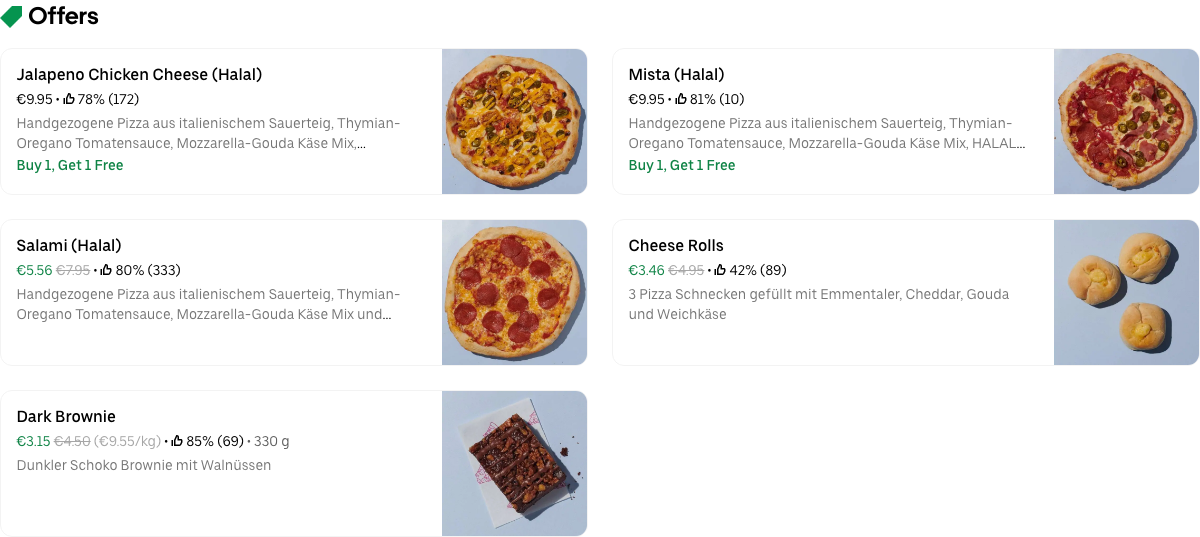 Offers
Jalapeno Chicken Cheese (Halal)
€9.95 • 78% (172)
Handgezogene Pizza aus italienischem Sauerteig, Thymian-
Oregano Tomatensauce, Mozzarella-Gouda Käse Mix,...
Buy 1, Get 1 Free
Mista (Halal)
€9.95 • 81% (10)
Handgezogene Pizza aus italienischem Sauerteig, Thymian-
Oregano Tomatensauce, Mozzarella-Gouda Käse Mix, HALAL...
Buy 1, Get 1 Free
Salami (Halal)
€5.56 €7.95 • 80% (333)
Handgezogene Pizza aus italienischem Sauerteig, Thymian-
Oregano Tomatensauce, Mozzarella-Gouda Käse Mix und...
Cheese Rolls
€3.46 €4.95 • 42% (89)
3 Pizza Schnecken gefüllt mit Emmentaler, Cheddar, Gouda
und Weichkäse
Dark Brownie
€3.15 €4.50 (€9.55/kg) • 85% (69) • 330 g
Dunkler Schoko Brownie mit Walnüssen